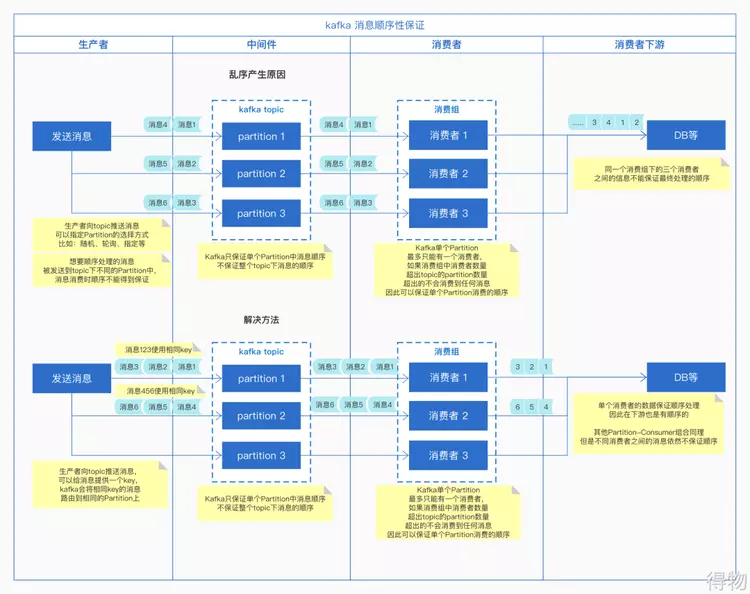 kafka 消息顺序性保证
生产者
中间件
消费者
消费者下游
乱序产生原因
kafka topic
消费组
发送消息
消息4
消息1
partition 1
消息4
消息1
消费者 1
......
3
4
1
2
DB等
消息5
消息2
partition 2
消息5
消息2
消费者 2
消息6
消息3
partition 3
消息6
消息3
消费者 3
同一个消费组下的三个消费者
之间的信息不能保证最终处理的顺序
生产者向topic推送消息
可以指定Partition的选择方式
比如：随机、轮询、指定等
想要顺序处理的消息
被发送到topic下不同的Partition中，
消息消费时顺序不能得到保证
Kafka只保证单个Partition中消息顺序
不保证整个topic下消息的顺序
Kafka单个Partition
最多只能有一个消费者，
如果消费组中消费者数量
超出topic的partition数量
超出的不会消费到任何消息
因此可以保证单个Partition消费的顺序
解决方法
消息123使用相同key
kafka topic
消费组
发送消息
消息3
消息2
消息1
partition 1
消息3
消息2
消息1
消费者 1
3
2
1
DB等
消息456使用相同key
消息6
消息5
消息4
partition 2
消息6
消息5
消息4
消费者 2
6
5
4
partition 3
消费者 3
单个消费者的数据保证顺序处理
因此在下游也是有顺序的
其他Partition-Consumer组合同理
但是不同消费者之间的消息依然不保证顺序
生产者向topic推送消息，
可以给消息提供一个key，
kafka会将相同key的消息
路由到相同的Partition上
Kafka只保证单个Partition中消息顺序
不保证整个topic下消息的顺序
Kafka单个Partition
最多只能有一个消费者，
如果消费组中消费者数量
超出topic的partition数量
超出的不会消费到任何消息
因此可以保证单个Partition消费的顺序
得物